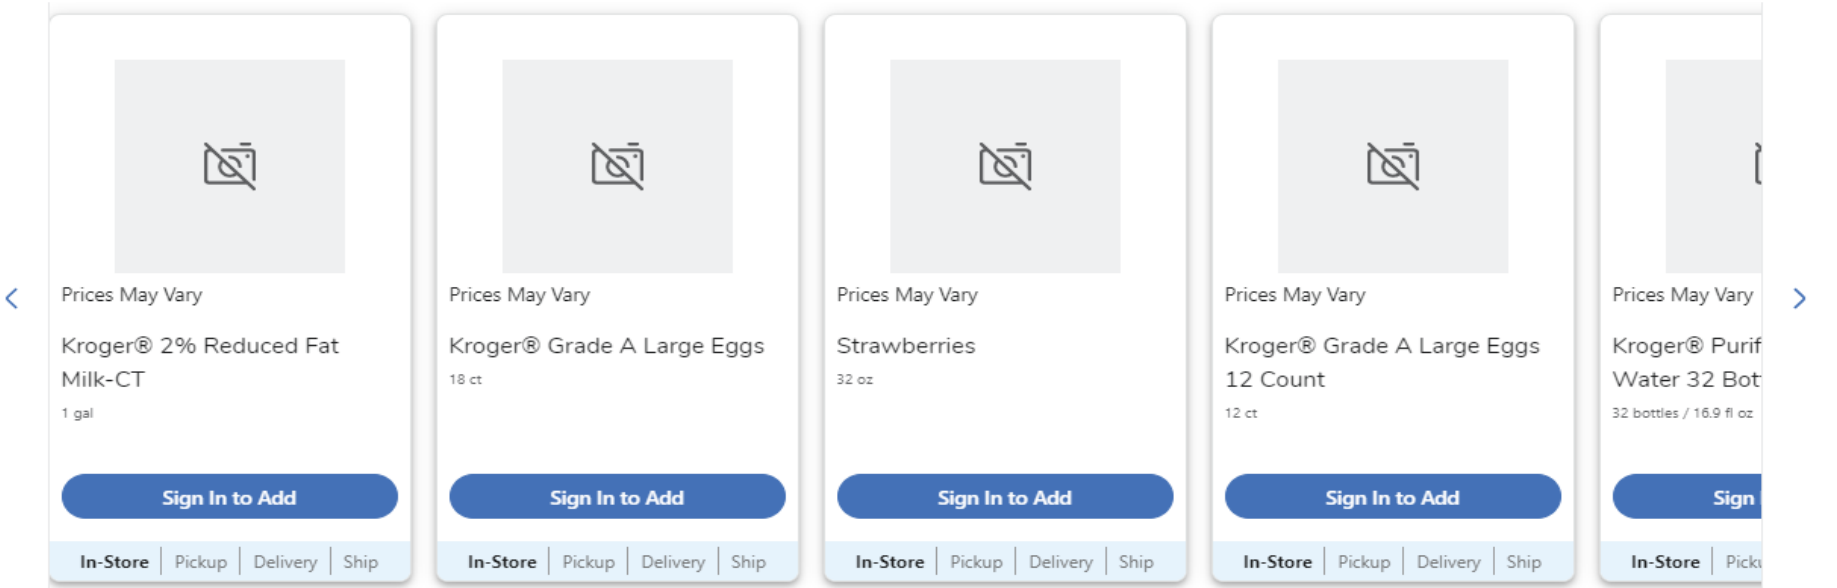 Prices May Vary
Kroger® 2% Reduced Fat
Milk-CT
1 gal
Sign In to Add
In-Store Pickup Delivery Ship
Prices May Vary
Kroger® Grade A Large Eggs
18 ct
Sign In to Add
In-Store Pickup Delivery Ship
Prices May Vary
Strawberries
32 oz
Sign In to Add
In-Store Pickup Delivery Ship
Prices May Vary
Kroger® Grade A Large Eggs
12 Count
12 ct
Sign In to Add
In-Store Pickup Delivery Ship
Prices May Vary
Kroger®
Water 32
32 bottles / 16.9 fl oz
Sign
In-Store